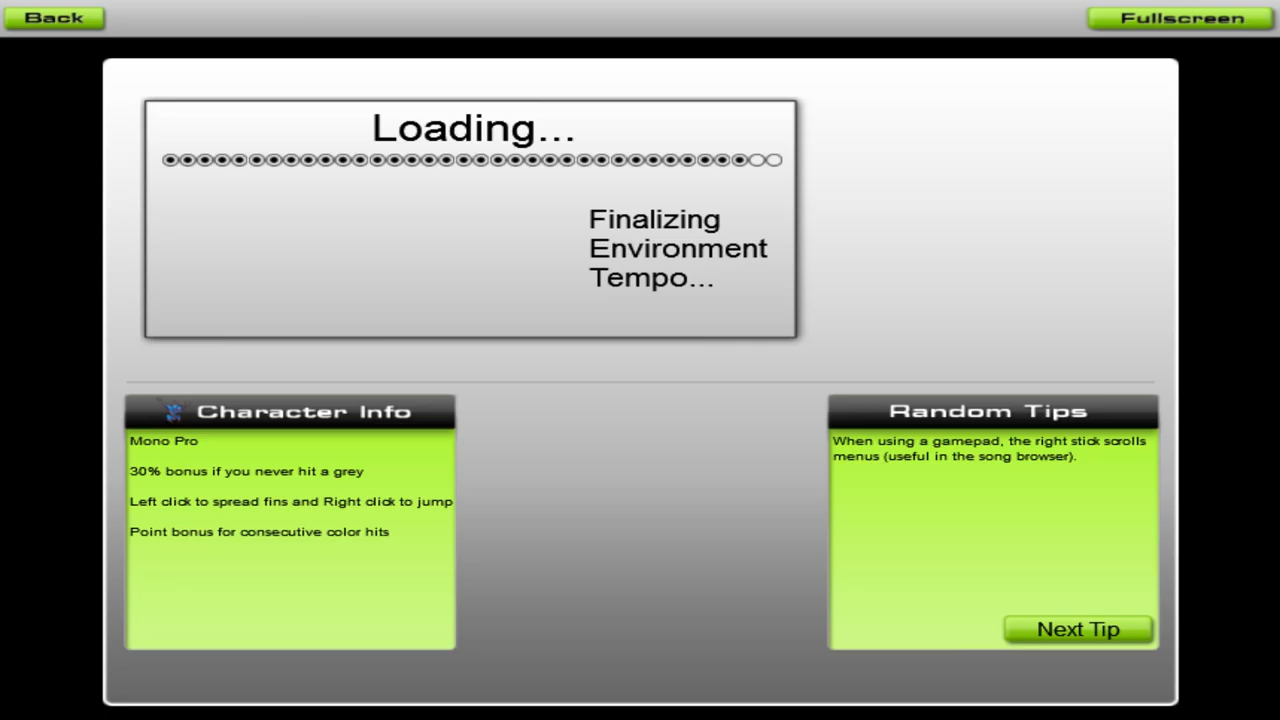 Back
Fullscreen
Loading...
Finalizing
Environment
Tempo...
Character Info
Mono Pro
30% bonus if you never hit a grey
Left click to spread fins and Right click to jump
Point bonus for consecutive color hits
Random Tips
When using a gamepad, the right stick scrolls
menus (useful in the song browser).
Next Tip